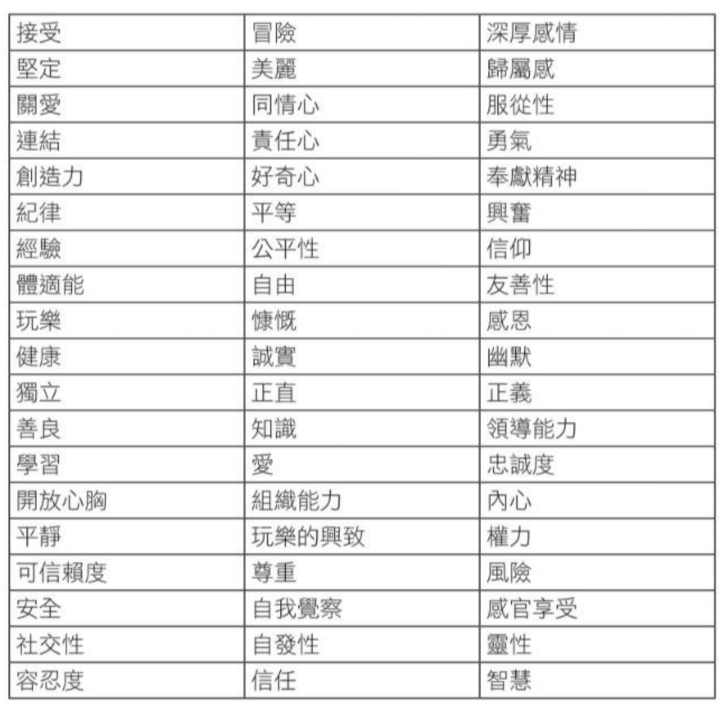 接受 冒險 深厚感情
堅定 美麗 歸屬感
關愛 同情心 服從性
連結 責任心 勇氣
創造力 好奇心 奉獻精神
紀律 平等 興奮
經驗 公平性 信仰
體適能 自由 友善性
玩樂 慷慨 感恩
健康 誠實 幽默
獨立 正直 正義
善良 知識 領導能力
學習 愛 忠誠度
開放心胸 組織能力 內心
平靜 玩樂的興致 權力
可信賴度 尊重 風險
安全 自我覺察 感官享受
社交性 自發性 靈性
容忍度 信任 智慧